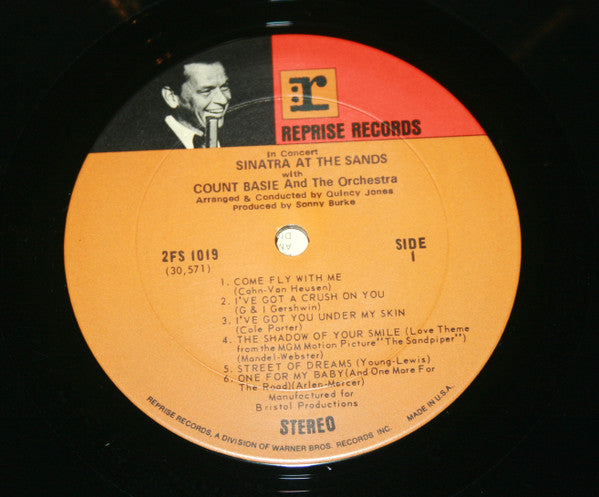 r
REPRISE RECORDS
In Concert
SINATRA AT THE SANDS
with
COUNT BASIE And The Orchestra
Arranged & Conducted by Quincy Jones
Produced by Sonny Burke
2FS 1019
(30,571)
SIDE
1
1. COME FLY WITH ME
(Cahn-Van Heusen)
2. I'VE GOT A CRUSH ON YOU
(G & I Gershwin)
3. I'VE GOT YOU UNDER MY SKIN
(Cole Porter)
4. THE SHADOW OF YOUR SMILE (Love Theme
from the MGM Motion Picture "The Sandpiper")
(Mandel-Webster)
5. STREET OF DREAMS (Young-Lewis)
6. ONE FOR MY BABY(And One More For
The Road)(Arlen-Mercer)
Manufactured for
Bristol Productions
STEREO
REPRISE RECORDS, A DIVISION OF WARNER BROS. RECORDS INC. MADE IN U.S.A.